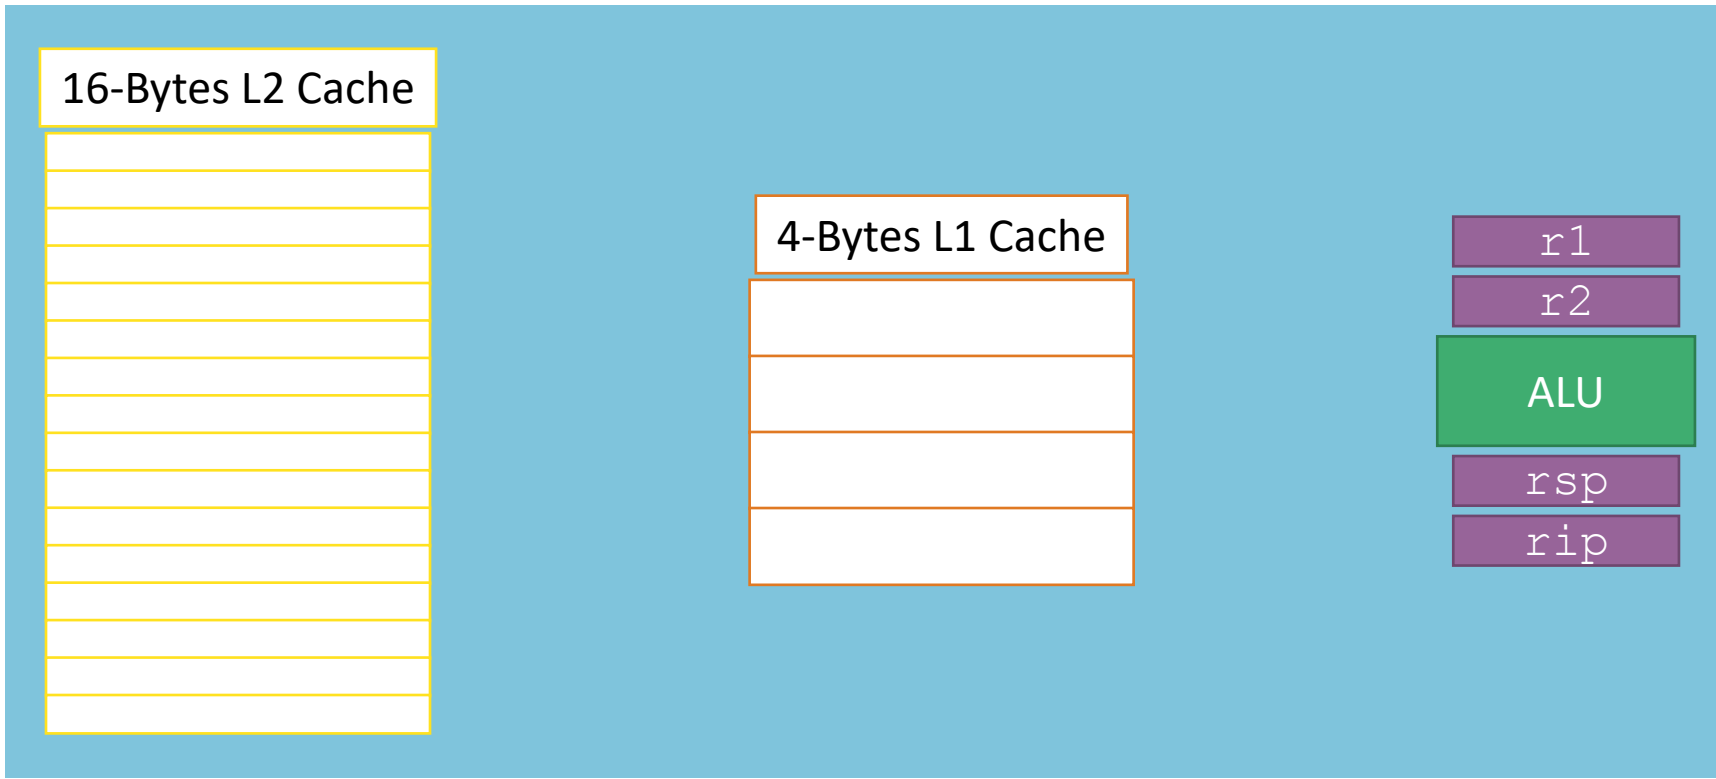 16-Bytes L2 Cache
4-Bytes L1 Cache
r1
r2
ALU
rsp
rip